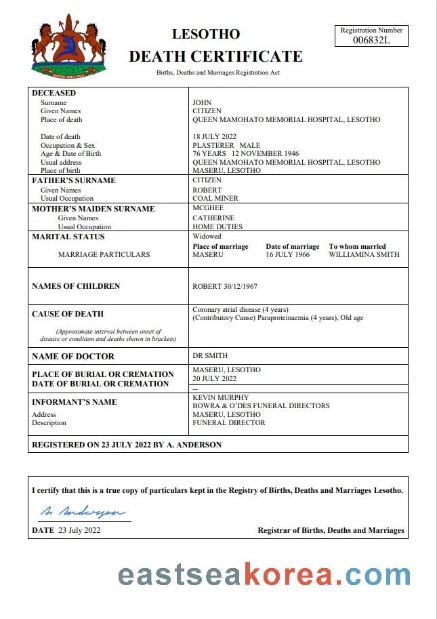 LESOTHO
DEATH CERTIFICATE
Births, Deaths and Marriages Registration Act
Registration Number
006832L
DECEASED
Surname JOHN
Given Names CITIZEN
Place of death QUEEN MAMOHATO MEMORIAL HOSPITAL, LESOTHO
Date of death 18 JULY 2022
Occupation & Sex PLASTERER MALE
Age & Date of Birth 76 YEARS 12 NOVEMBER 1946
Usual address QUEEN MAMOHATO MEMORIAL HOSPITAL, LESOTHO
Place of birth MASERU, LESOTHO
FATHER'S SURNAME CITIZEN
Given Names ROBERT
Usual Occupation COAL MINER
MOTHER'S MAIDEN SURNAME MCGHEE
Given Names CATHERINE
Usual Occupation HOME DUTIES
MARITAL STATUS Widowed
Place of marriage Date of marriage To whom married
MARRIAGE PARTICULARS MASERU 16 JULY 1966 WILLIAMINA SMITH
NAMES OF CHILDREN ROBERT 30/12/1967
CAUSE OF DEATH Coronary atrial disease (4 years)
(Contributory Cause) Paraproteinaemia (4 years), Old age
(Approximate interval between onset of
disease or condition and deaths shown in brackets)
NAME OF DOCTOR DR SMITH
PLACE OF BURIAL OR CREMATION MASERU, LESOTHO
DATE OF BURIAL OR CREMATION 20 JULY 2022
--
INFORMANT'S NAME KEVIN MURPHY
BOWRA & O'DES FUNERAL DIRECTORS
Address MASERU, LESOTHO
Description FUNERAL DIRECTOR
REGISTERED ON 23 JULY 2022 BY A. ANDERSON
I certify that this is a true copy of particulars kept in the Registry of Births, Deaths and Marriages Lesotho.
DATE 23 July 2022 Registrar of Births, Deaths and Marriages
eastseakorea.com